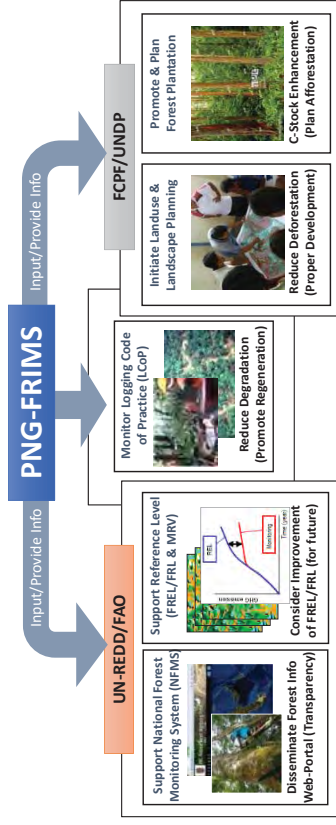 PNG-FRIMS
Input/Provide Info
Input/Provide Info
UN-REDD/FAO
FCPF/UNDP
Support National Forest
Monitoring System (NFMS)
Disseminate Forest Info
Web-Portal (Transparency)
Support Reference Level
(FREL/FRL & MRV)
GHG emission
REL
Monitoring
Time (year)
Consider Improvement
of FREL/FRL (for future)
Monitor Logging Code
of Practice (LCoP)
Reduce Degradation
(Promote Regeneration)
Initiate Landuse &
Landscape Planning
Reduce Deforestation
(Proper Development)
Promote & Plan
Forest Plantation
C-Stock Enhancement
(Plan Afforestation)